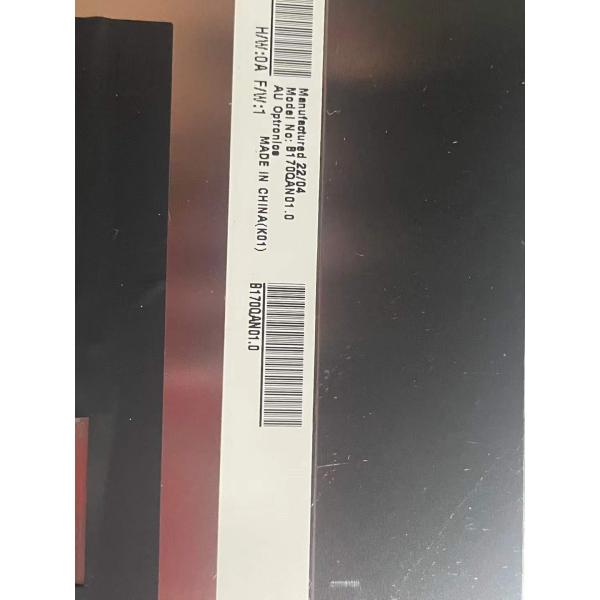 Manufactured 22/04
Model No: B170QAN01.0
AU Optronics
MADE IN CHINA(K01)
H/W:0A F/W:1
B170QAN01.0